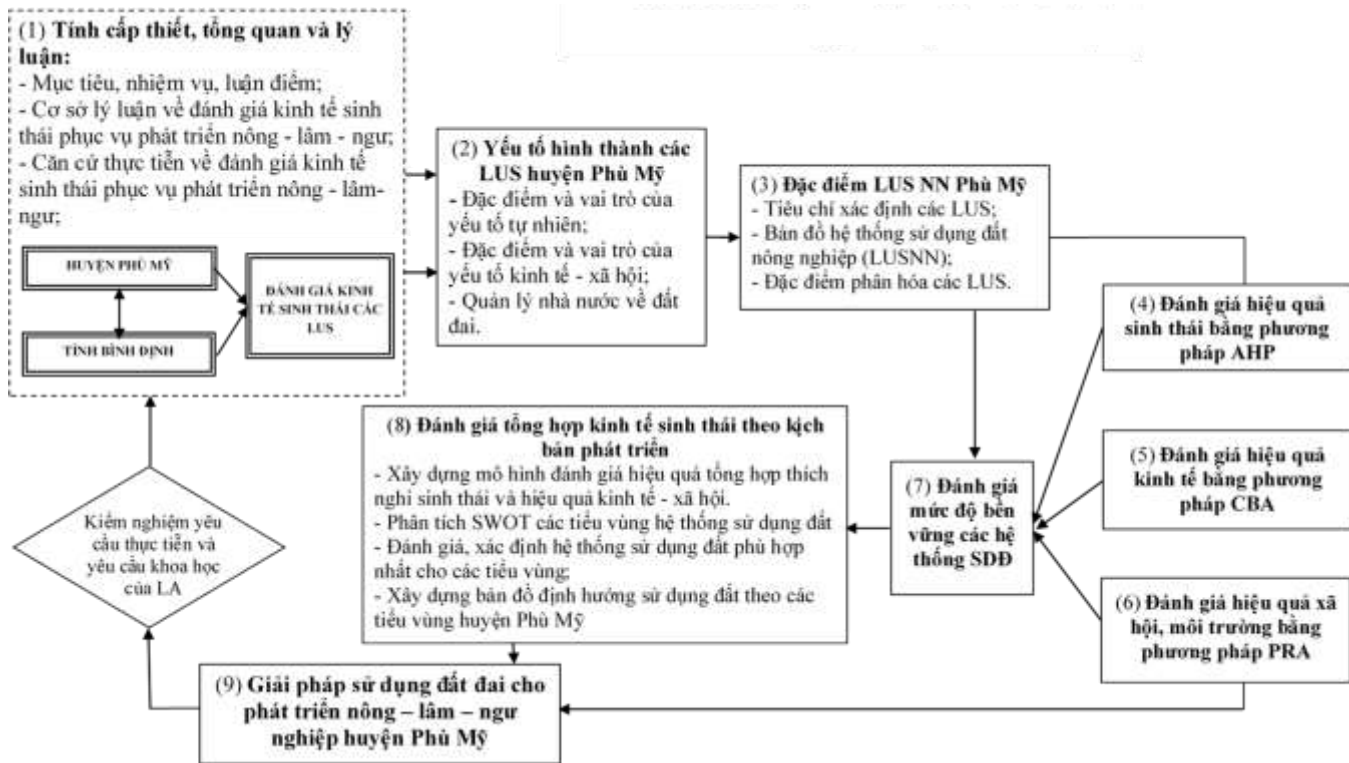 (1) Tính cấp thiết, tổng quan và lý
luận:
- Mục tiêu, nhiệm vụ, luận điểm;
- Cơ sở lý luận về đánh giá kinh tế sinh
thái phục vụ phát triển nông - lâm - ngư;
- Căn cứ thực tiễn về đánh giá kinh tế
sinh thái phục vụ phát triển nông - lâm-
ngư;
HUYỆN PHÙ MỸ
TỈNH BÌNH ĐỊNH
ĐÁNH GIÁ KINH
TẾ SINH THÁI CÁC
LUS
(2) Yếu tố hình thành các
LUS huyện Phù Mỹ
- Đặc điểm và vai trò của
yếu tố tự nhiên;
- Đặc điểm và vai trò của
yếu tố kinh tế - xã hội;
- Quản lý nhà nước về đất
đai.
(3) Đặc điểm LUS NN Phù Mỹ
- Tiêu chí xác định các LUS;
- Bản đồ hệ thống sử dụng đất
nông nghiệp (LUSNN);
- Đặc điểm phân hóa các LUS.
(4) Đánh giá hiệu quả
sinh thái bằng phương
pháp AHP
(5) Đánh giá hiệu quả
kinh tế bằng phương
pháp CBA
(6) Đánh giá hiệu quả xã
hội, môi trường bằng
phương pháp PRA
(7) Đánh giá
mức độ bền
vững các hệ
thống SDĐ
(8) Đánh giá tổng hợp kinh tế sinh thái theo kịch
bản phát triển
- Xây dựng mô hình đánh giá hiệu quả tổng hợp thích
nghi sinh thái và hiệu quả kinh tế - xã hội.
- Phân tích SWOT các tiểu vùng hệ thống sử dụng đất
- Đánh giá, xác định hệ thống sử dụng đất phù hợp
nhất cho các tiểu vùng;
- Xây dựng bản đồ định hướng sử dụng đất theo các
tiểu vùng huyện Phù Mỹ
(9) Giải pháp sử dụng đất đai cho
phát triển nông – lâm – ngư
nghiệp huyện Phù Mỹ
Kiểm nghiệm yêu
cầu thực tiễn và
yêu cầu khoa học
của LA